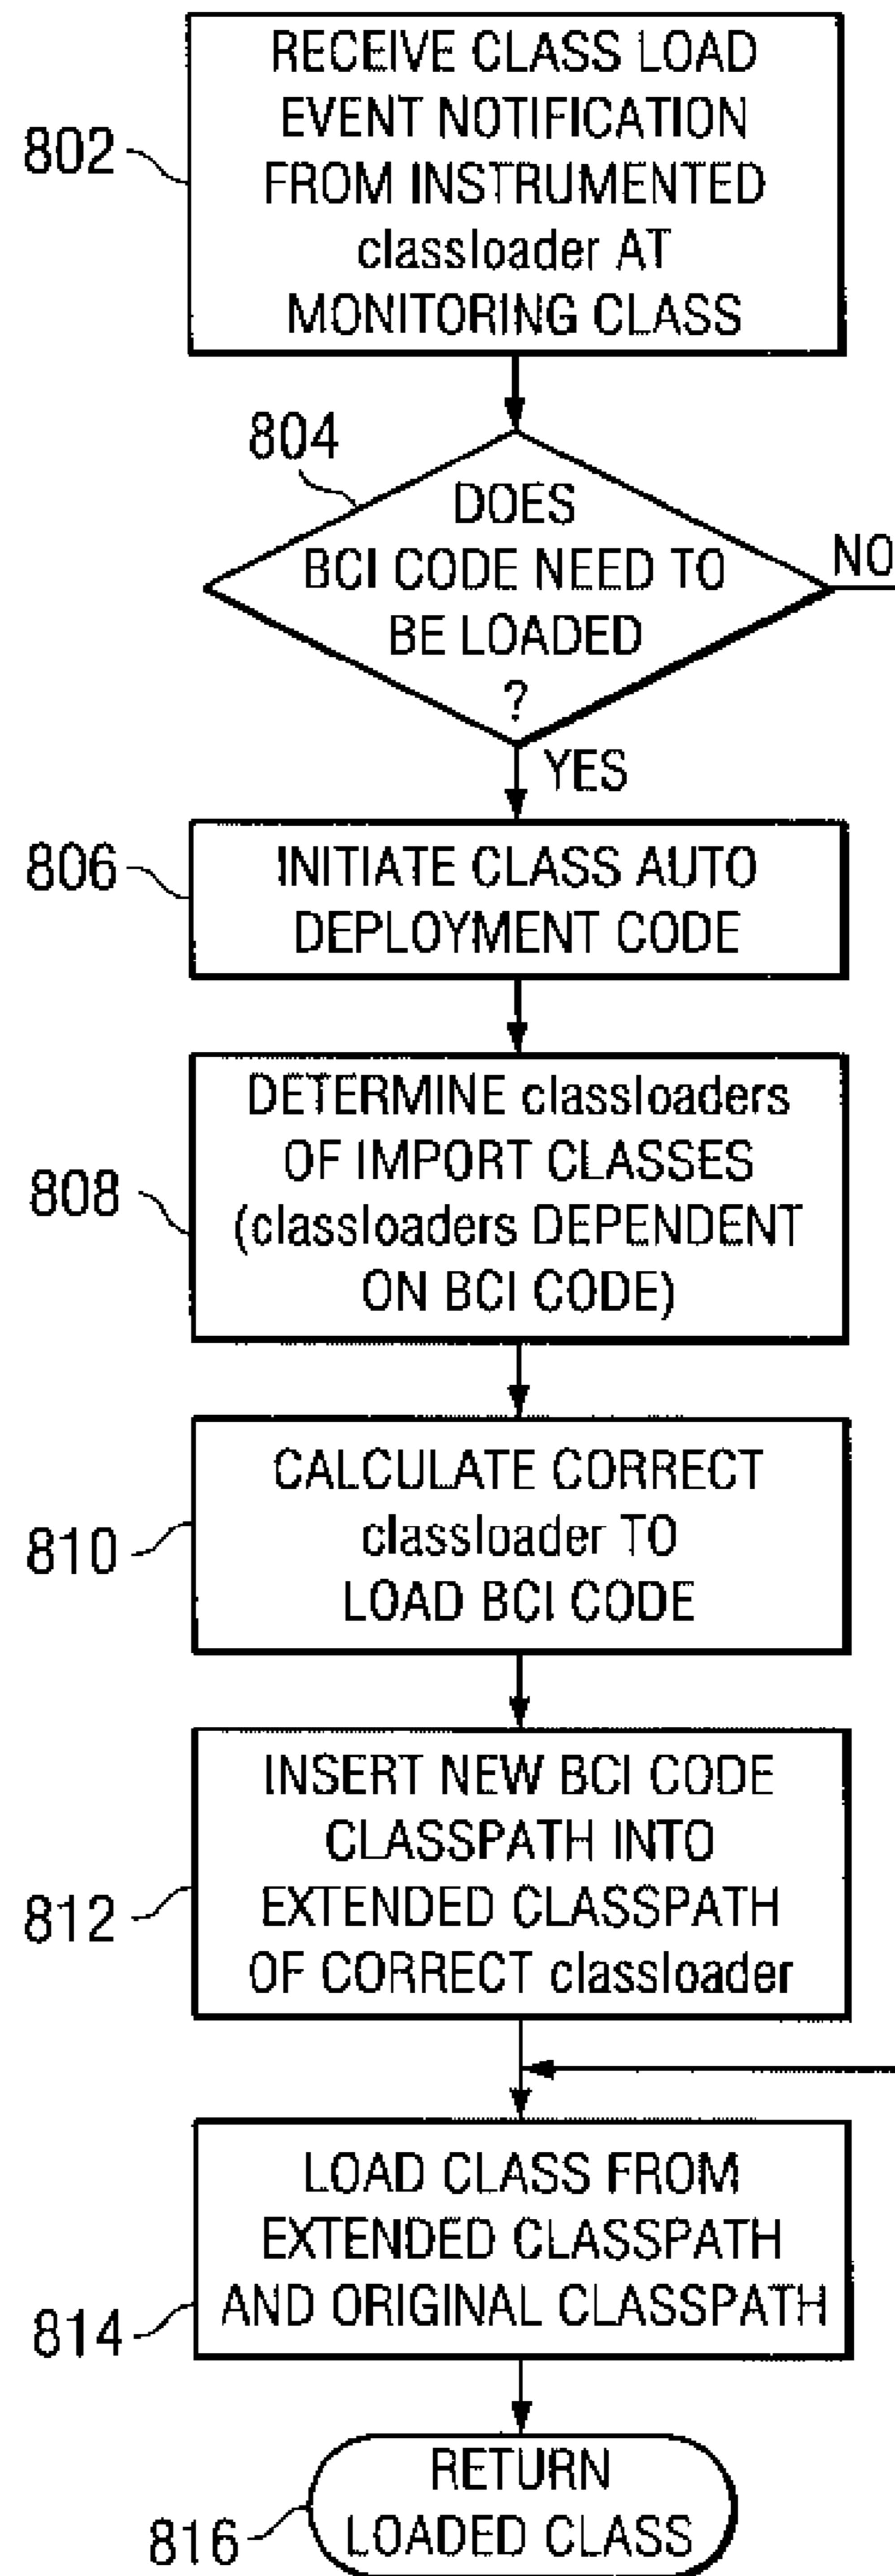 RECEIVE CLASS LOAD
EVENT NOTIFICATION
FROM INSTRUMENTED
classloader AT
MONITORING CLASS
802
804
DOES
BCI CODE NEED TO
BE LOADED
?
NO
YES
806
INITIATE CLASS AUTO
DEPLOYMENT CODE
DETERMINE classloaders
OF IMPORT CLASSES
(classloaders DEPENDENT
ON BCI CODE)
808
CALCULATE CORRECT
classloader TO
LOAD BCI CODE
810
INSERT NEW BCI CODE
CLASSPATH INTO
EXTENDED CLASSPATH
OF CORRECT classloader
812
LOAD CLASS FROM
EXTENDED CLASSPATH
AND ORIGINAL CLASSPATH
814
RETURN
LOADED CLASS
816